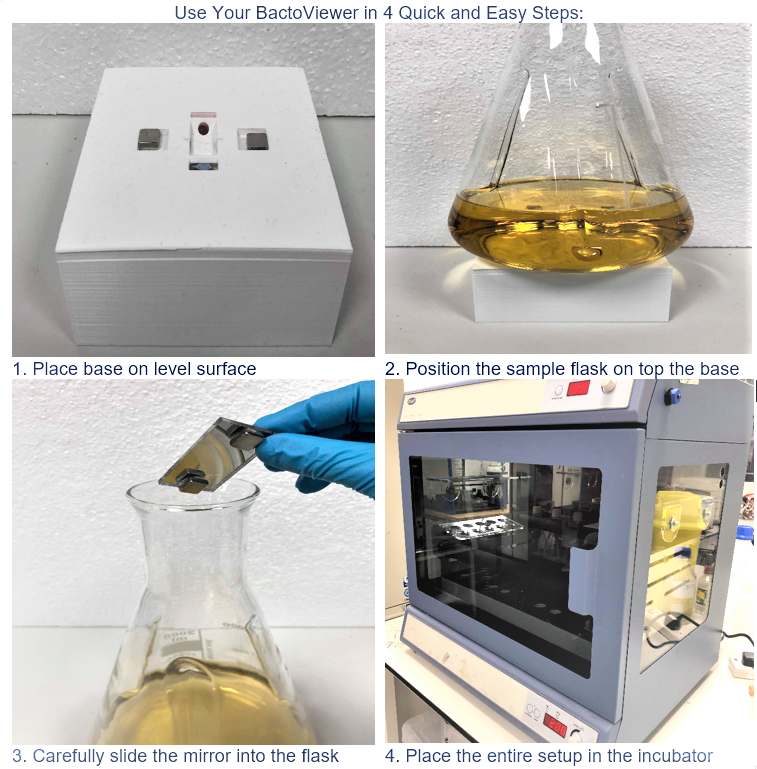 Use Your BactoViewer in 4 Quick and Easy Steps:
1. Place base on level surface
2. Position the sample flask on top the base
3. Carefully slide the mirror into the flask
4. Place the entire setup in the incubator